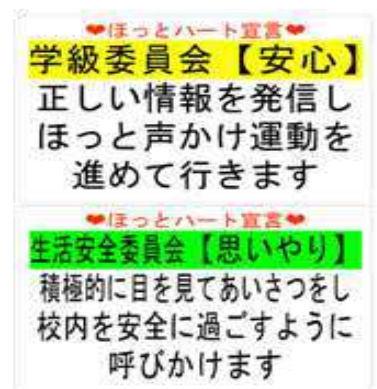 ❤ほっとハート宣言❤
学級委員会【安心】
正しい情報を発信し
ほっと声かけ運動を
進めて行きます
❤ほっとハート宣言❤
生活安全委員会【思いやり】
積極的に目を見てあいさつをし
校内を安全に過ごすように
呼びかけます